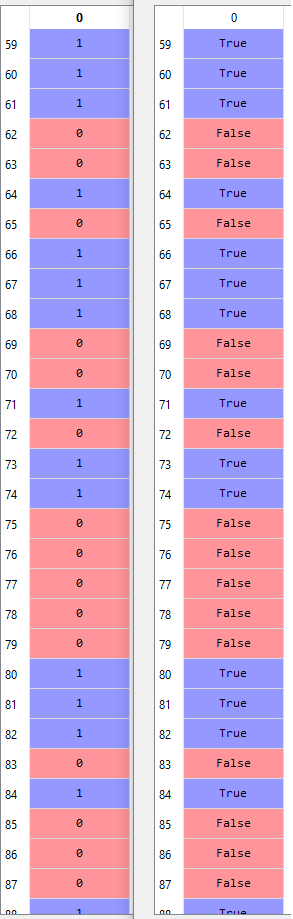 0 0
59 1 59 True
60 1 60 True
61 1 61 True
62 0 62 False
63 0 63 False
64 1 64 True
65 0 65 False
66 1 66 True
67 1 67 True
68 1 68 True
69 0 69 False
70 0 70 False
71 1 71 True
72 0 72 False
73 1 73 True
74 1 74 True
75 0 75 False
76 0 76 False
77 0 77 False
78 0 78 False
79 0 79 False
80 1 80 True
81 1 81 True
82 1 82 True
83 0 83 False
84 1 84 True
85 0 85 False
86 0 86 False
87 0 87 False
88 1 88 True